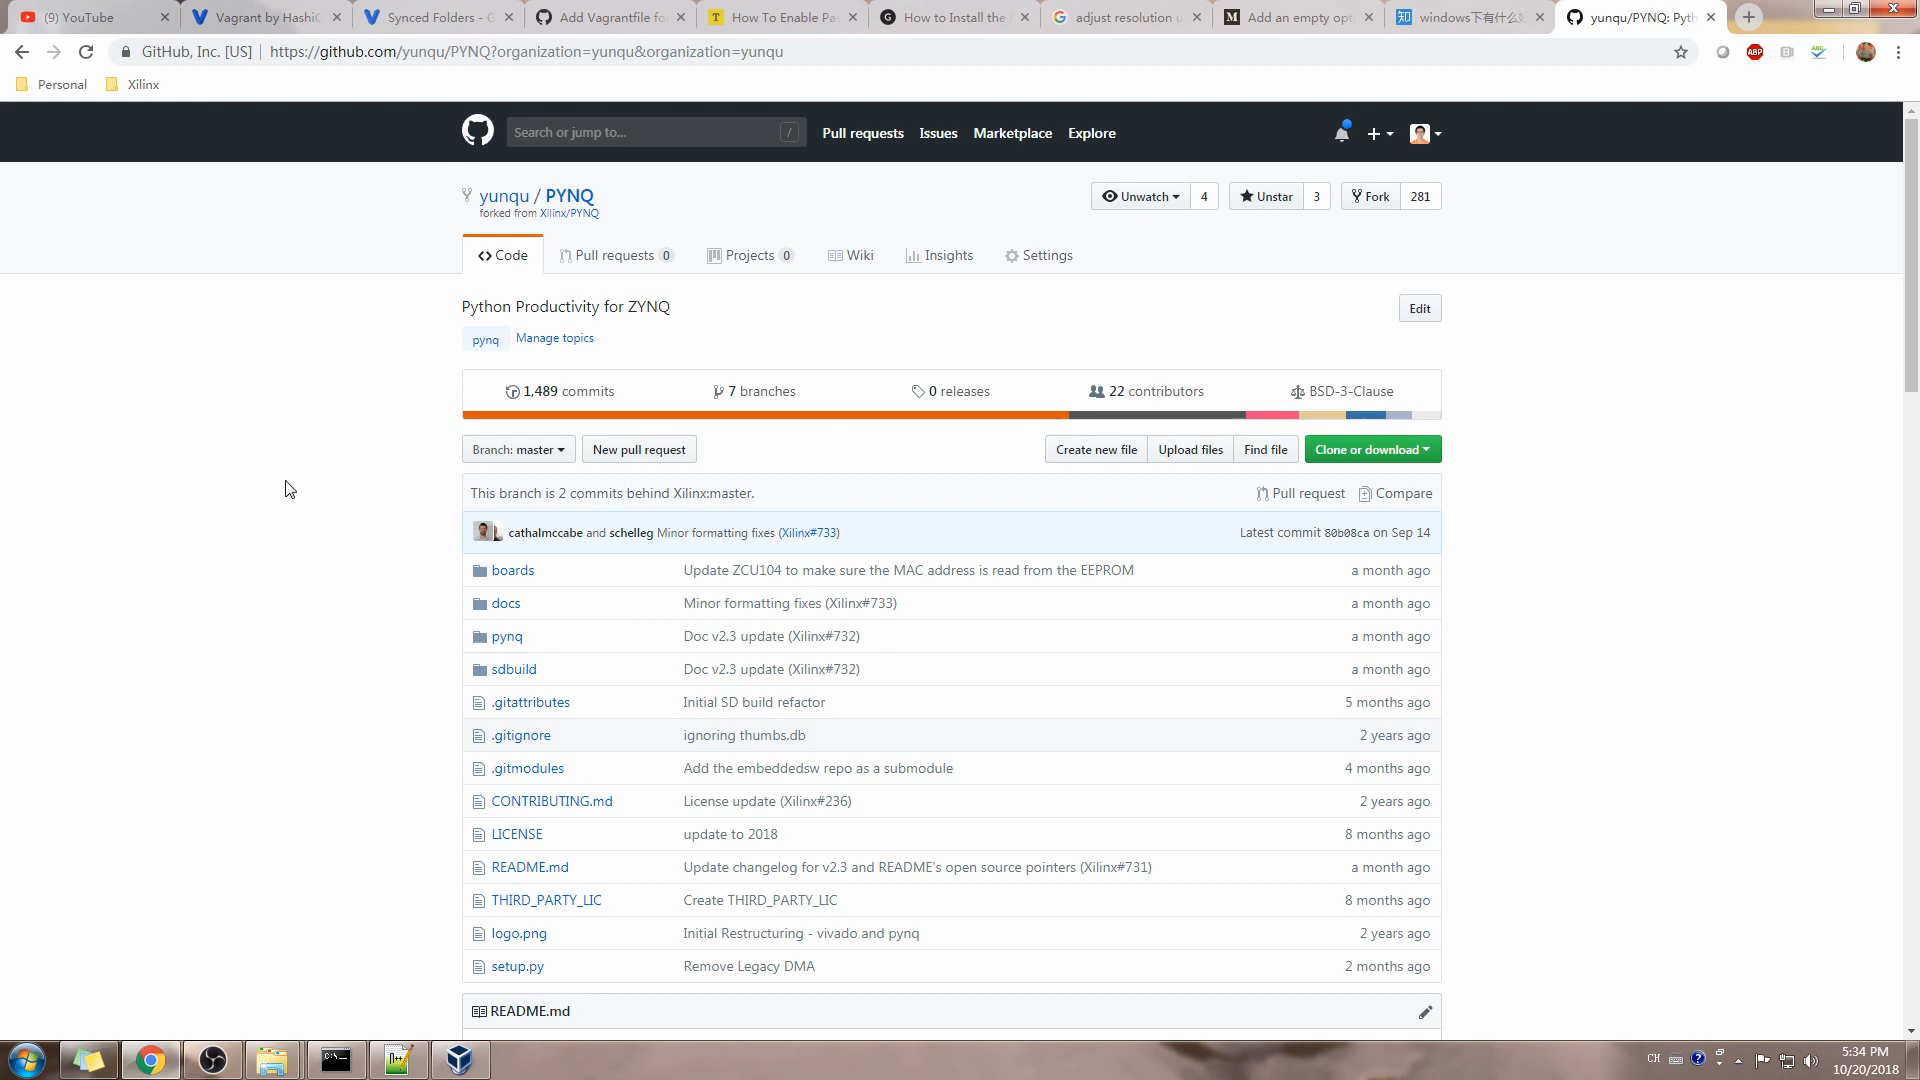 (9) YouTube
Vagrant by HashiC
Synced Folders - G
Add Vagrantfile fo
How To Enable Pa
How to Install the
adjust resolution u
Add an empty opt
windows下有什么好
yunqu/PYNQ: Pyth
GitHub, Inc. [US] | https://github.com/yunqu/PYNQ?organization=yunqu&organization=yunqu
ABP
Personal
Xilinx
Search or jump to...
/
Pull requests
Issues
Marketplace
Explore
yunqu / PYNQ
forked from Xilinx/PYNQ
Unwatch 4
Unstar 3
Fork 281
Code
Pull requests 0
Projects 0
Wiki
Insights
Settings
Python Productivity for ZYNQ
Edit
pynq
Manage topics
1,489 commits
7 branches
0 releases
22 contributors
BSD-3-Clause
Branch: master
New pull request
Create new file
Upload files
Find file
Clone or download
This branch is 2 commits behind Xilinx:master.
Pull request
Compare
cathalmccabe and schelleg Minor formatting fixes (Xilinx#733)
Latest commit 80b08ca on Sep 14
boards Update ZCU104 to make sure the MAC address is read from the EEPROM a month ago
docs Minor formatting fixes (Xilinx#733) a month ago
pynq Doc v2.3 update (Xilinx#732) a month ago
sdbuild Doc v2.3 update (Xilinx#732) a month ago
.gitattributes Initial SD build refactor 5 months ago
.gitignore ignoring thumbs.db 2 years ago
.gitmodules Add the embeddedsw repo as a submodule 4 months ago
CONTRIBUTING.md License update (Xilinx#236) 2 years ago
LICENSE update to 2018 8 months ago
README.md Update changelog for v2.3 and README's open source pointers (Xilinx#731) a month ago
THIRD_PARTY_LIC Create THIRD_PARTY_LIC 8 months ago
logo.png Initial Restructuring - vivado and pynq 2 years ago
setup.py Remove Legacy DMA 2 months ago
README.md
CH
5:34 PM
10/20/2018